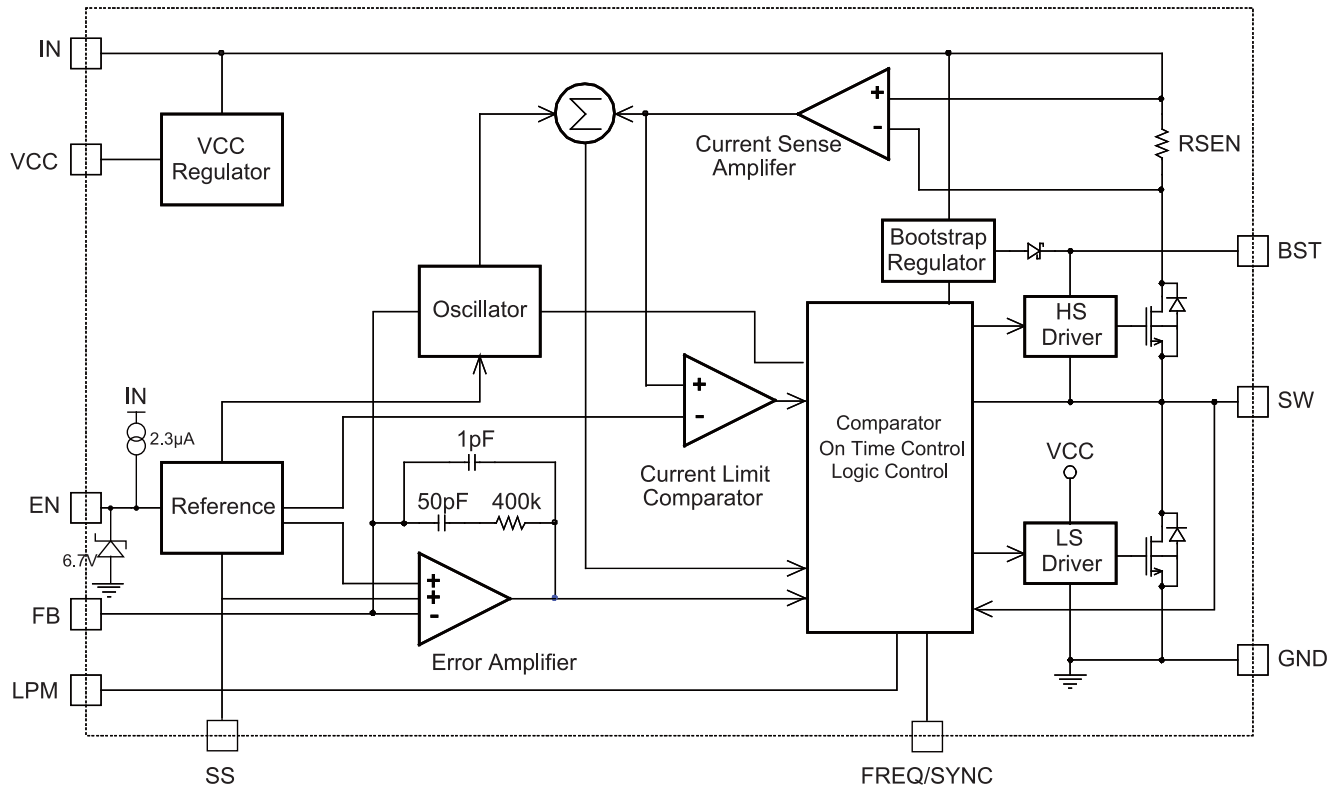 IN
VCC
Regulator
VCC
Σ
+
-
Current Sense
Amplifer
RSEN
Bootstrap
Regulator
BST
Oscillator
HS
Driver
IN
2.3µA
+
-
SW
Comparator
On Time Control
Logic Control
1pF
Current Limit
Comparator
VCC
50pF
400k
EN
Reference
6.7V
LS
Driver
+
+
-
FB
Error Amplifier
GND
LPM
SS
FREQ/SYNC